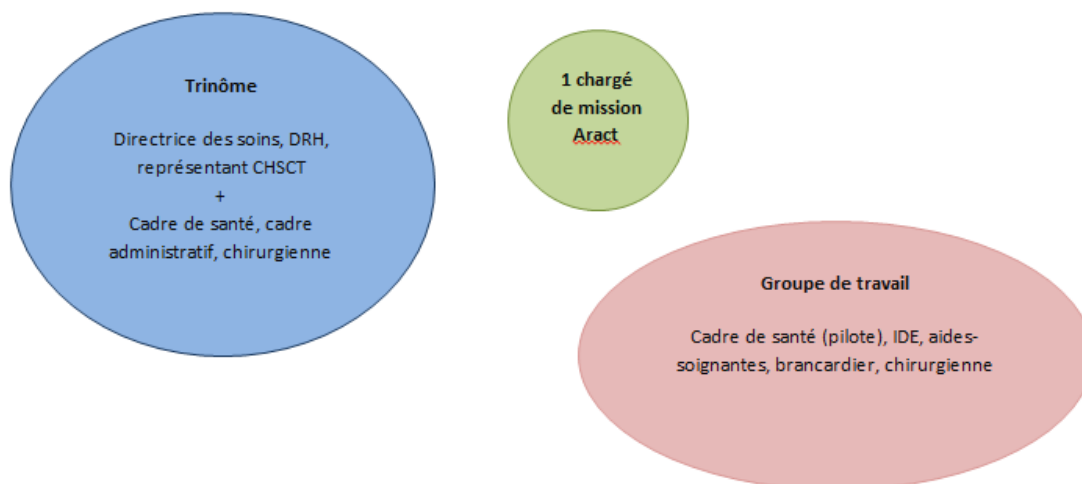 Trinôme
Directrice des soins, DRH,
représentant CHSCT
+
Cadre de santé, cadre
administratif, chirurgienne
1 chargé
de mission
Aract
Groupe de travail
Cadre de santé (pilote), IDE, aides-
soignantes, brancardier, chirurgienne